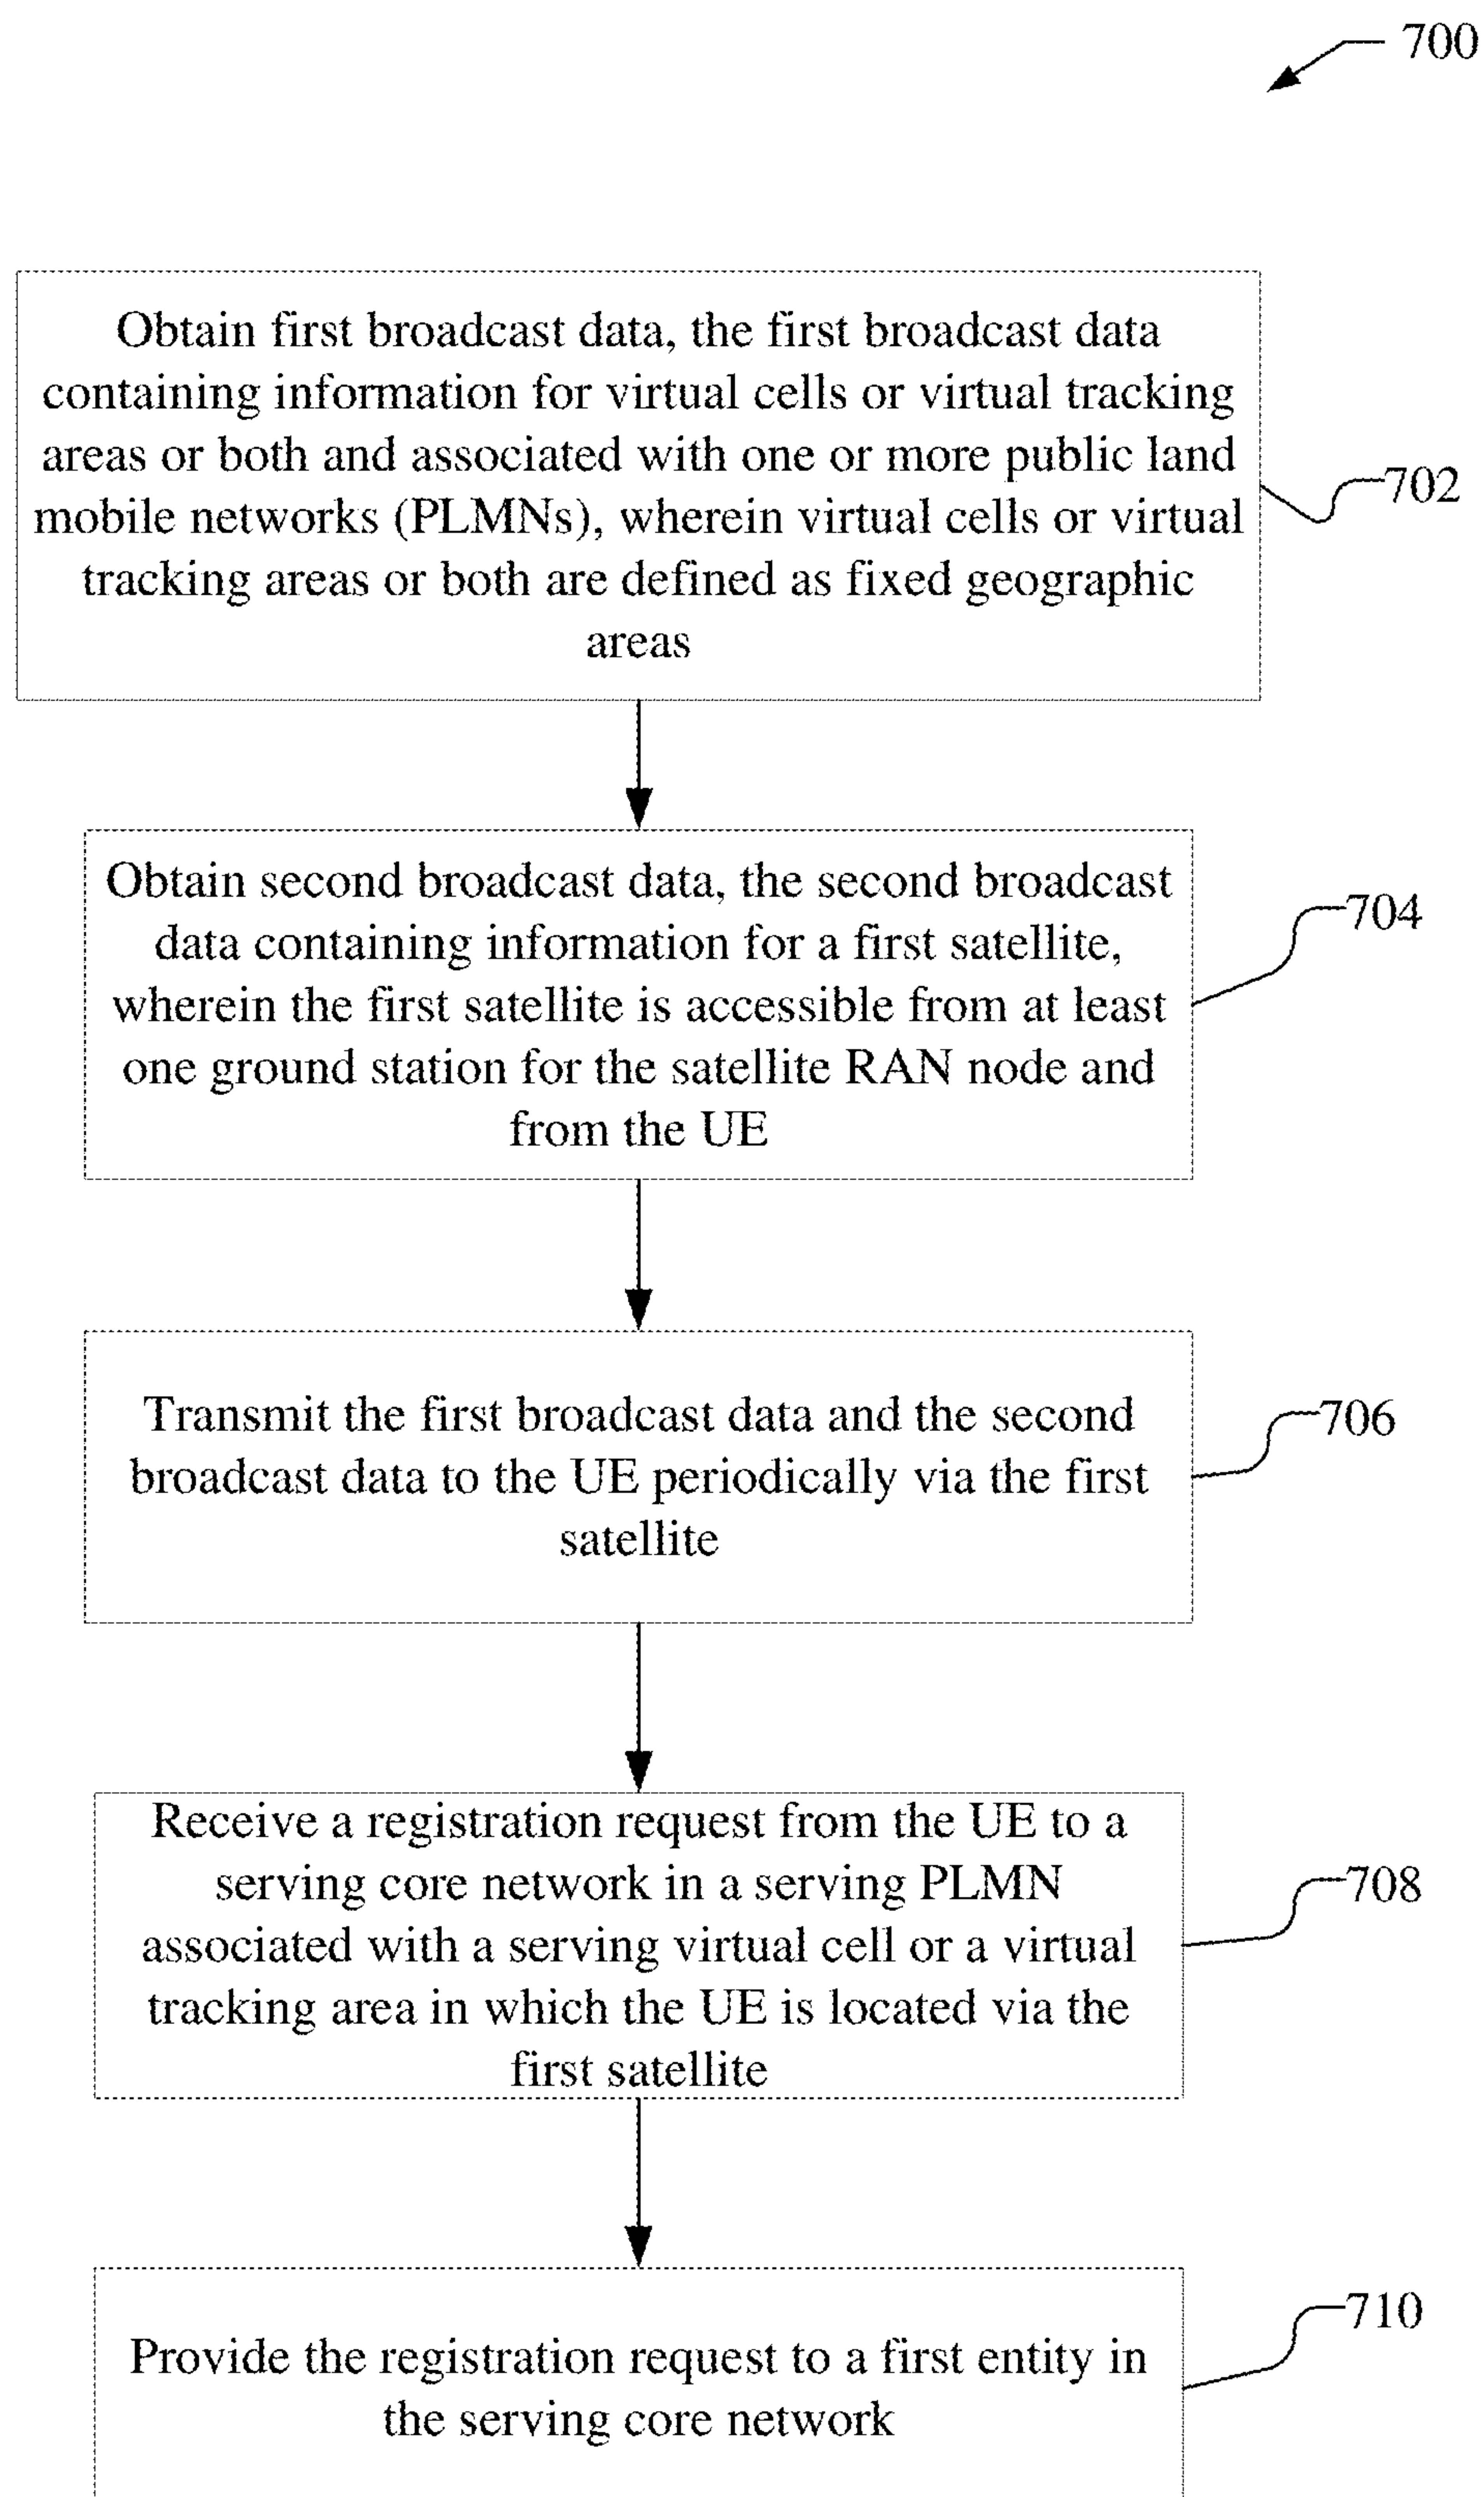 700
Obtain first broadcast data, the first broadcast data
containing information for virtual cells or virtual tracking
areas or both and associated with one or more public land
mobile networks (PLMNs), wherein virtual cells or virtual
tracking areas or both are defined as fixed geographic
areas
702
Obtain second broadcast data, the second broadcast
data containing information for a first satellite,
wherein the first satellite is accessible from at least
one ground station for the satellite RAN node and
from the UE
704
Transmit the first broadcast data and the second
broadcast data to the UE periodically via the first
satellite
706
Receive a registration request from the UE to a
serving core network in a serving PLMN
associated with a serving virtual cell or a virtual
tracking area in which the UE is located via the
first satellite
708
Provide the registration request to a first entity in
the serving core network
710